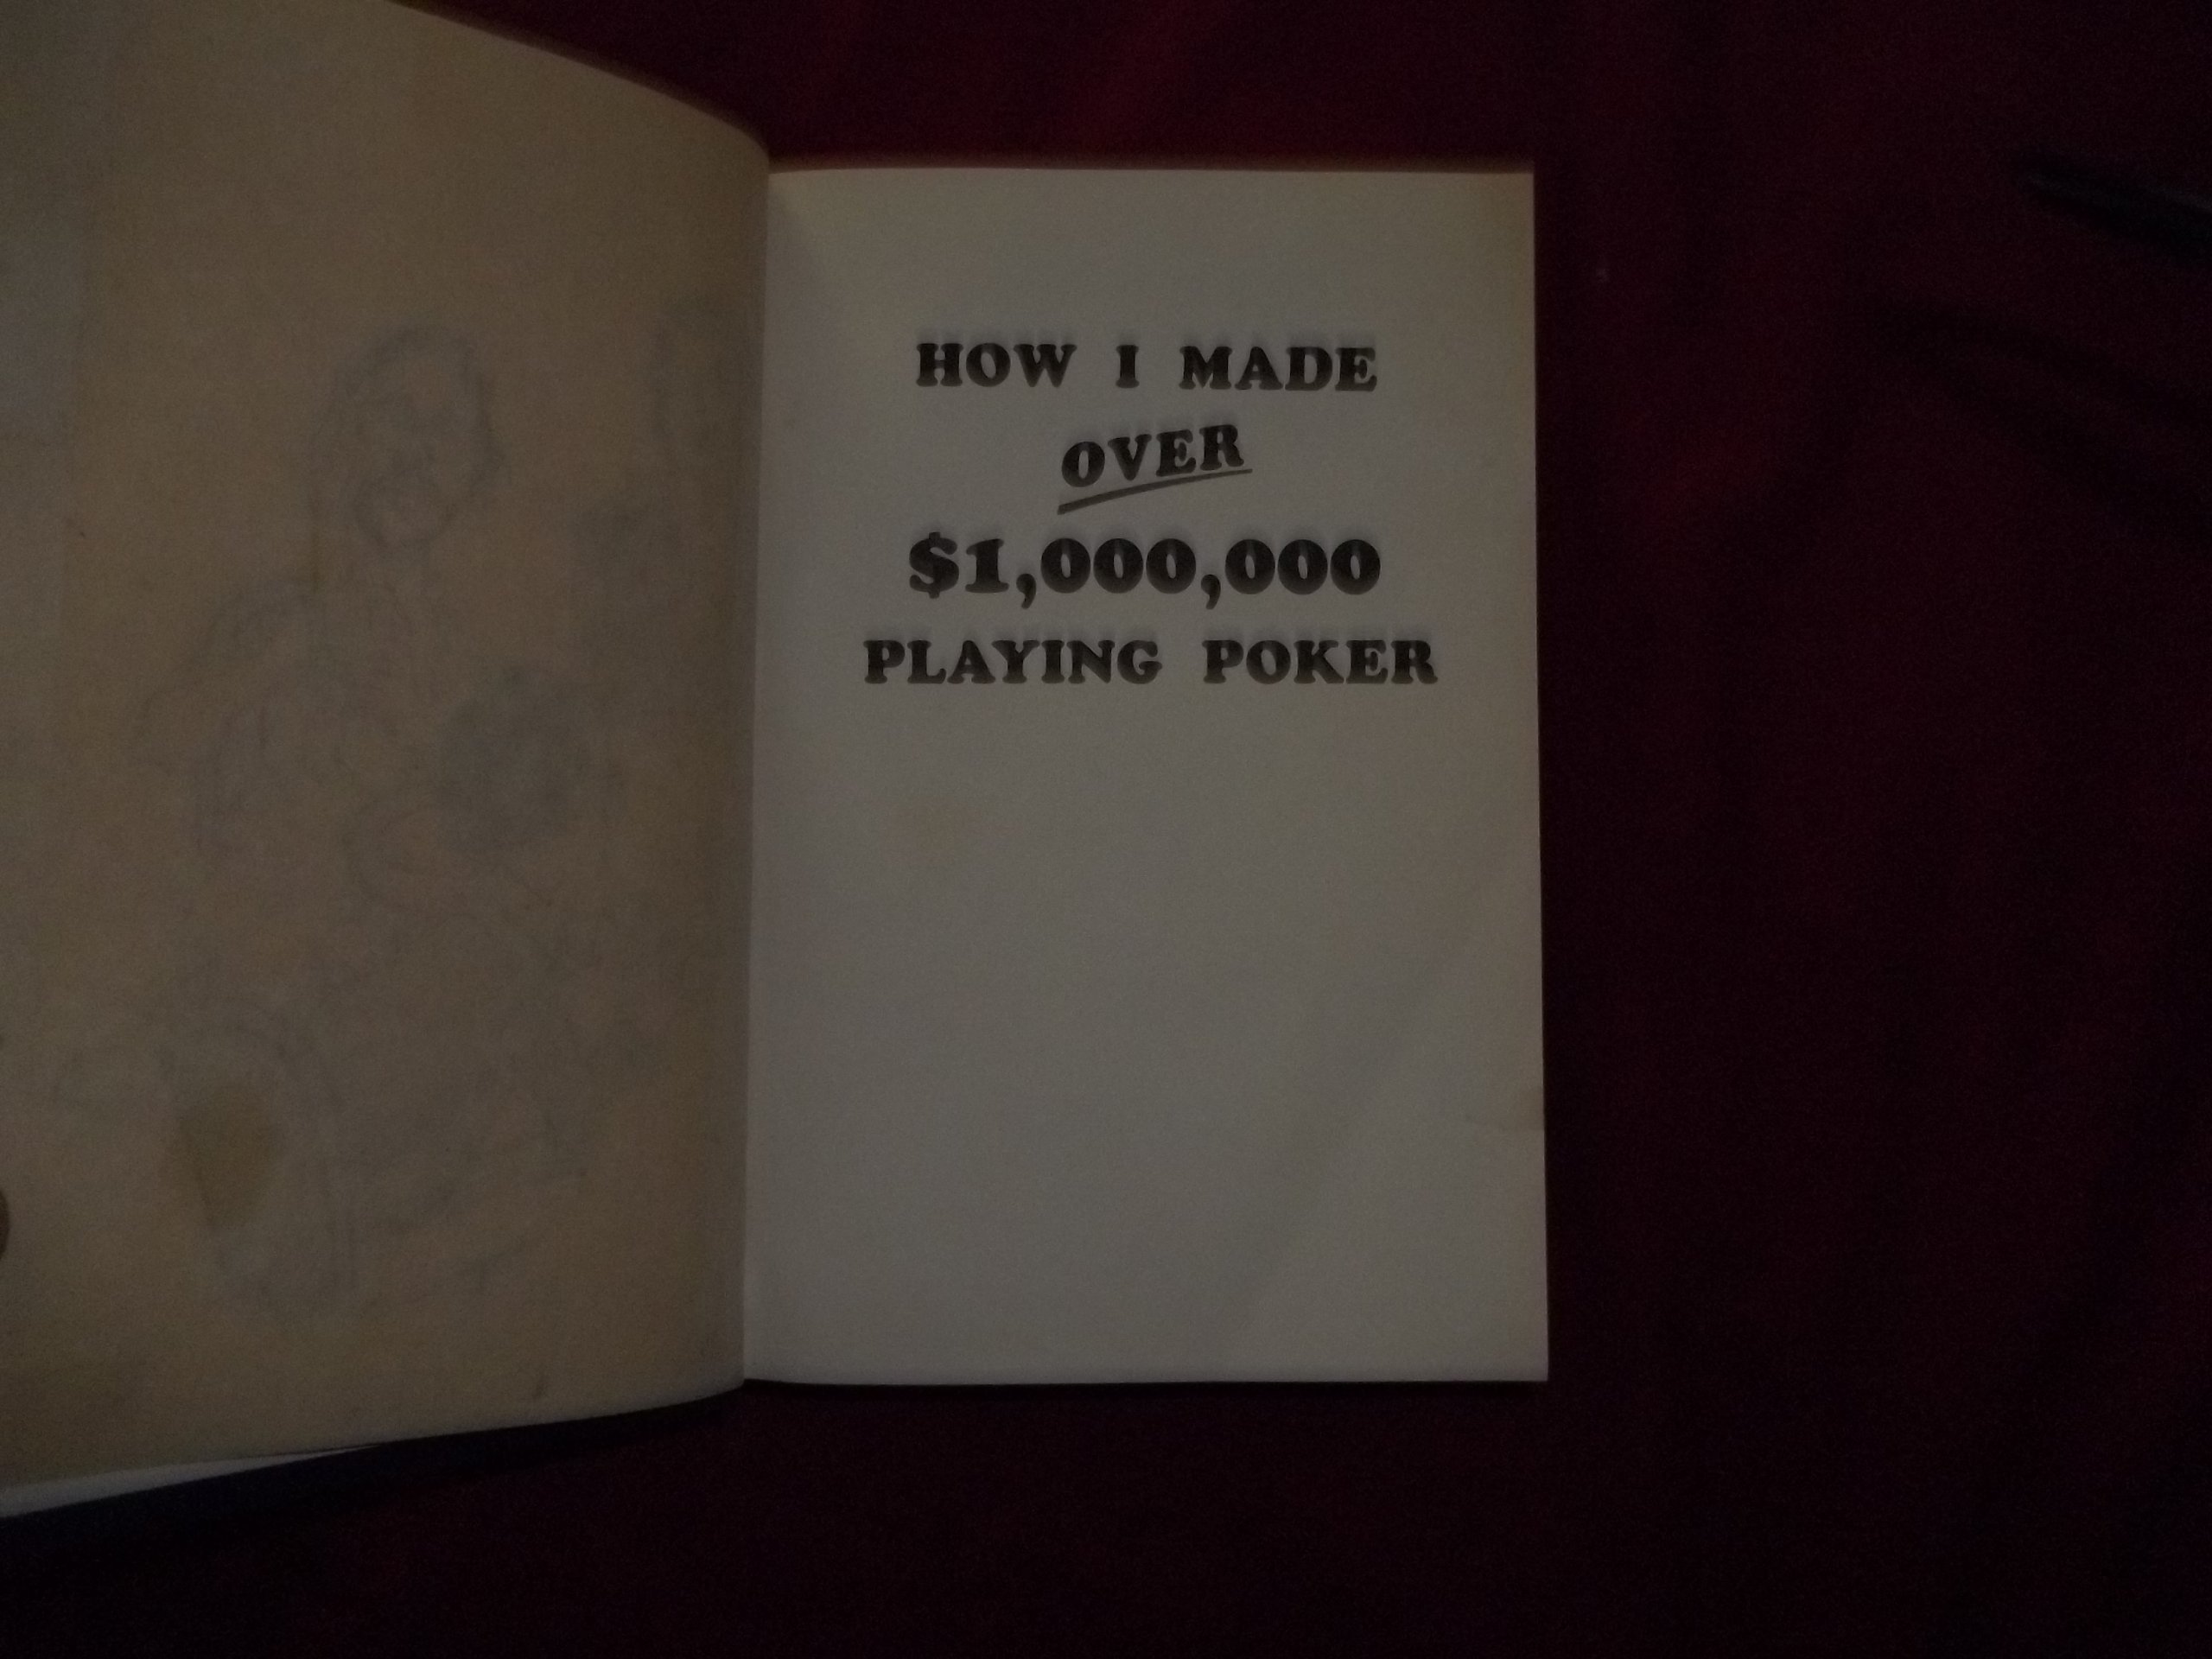 HOW I MADE
OVER
$1,000,000
PLAYING POKER